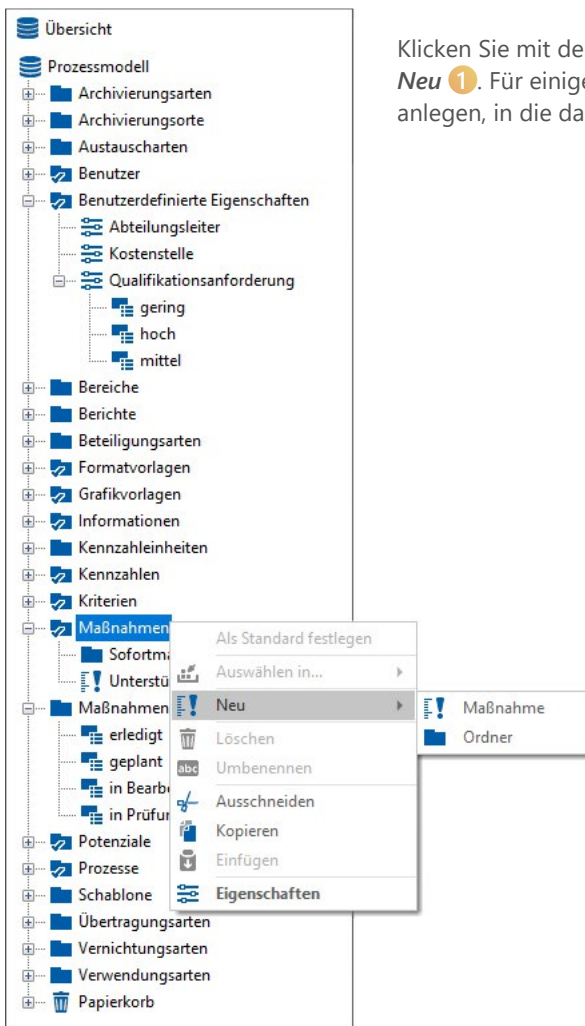 Übersicht
Prozessmodell
Archivierungsarten
Archivierungsorte
Austauscharten
Benutzer
Benutzerdefinierte Eigenschaften
Abteilungsleiter
Kostenstelle
Qualifikationsanforderung
gering
hoch
mittel
Bereiche
Berichte
Beteiligungsarten
Formatvorlagen
Grafikvorlagen
Informationen
Kennzahleinheiten
Kennzahlen
Kriterien
Maßnahmen
Maßnahmen
erledigt
geplant
in
in
Potenziale
Prozesse
Schablone
Übertragungsarten
Vernichtungsarten
Verwendungsarten
Papierkorb
Als Standard festlegen
Auswählen in...
Neu
Löschen
abc Umbenennen
Ausschneiden
Kopieren
Einfügen
Eigenschaften
Maßnahme
Ordner
Klicken Sie mit
Neu 1. Für
anlegen, in die